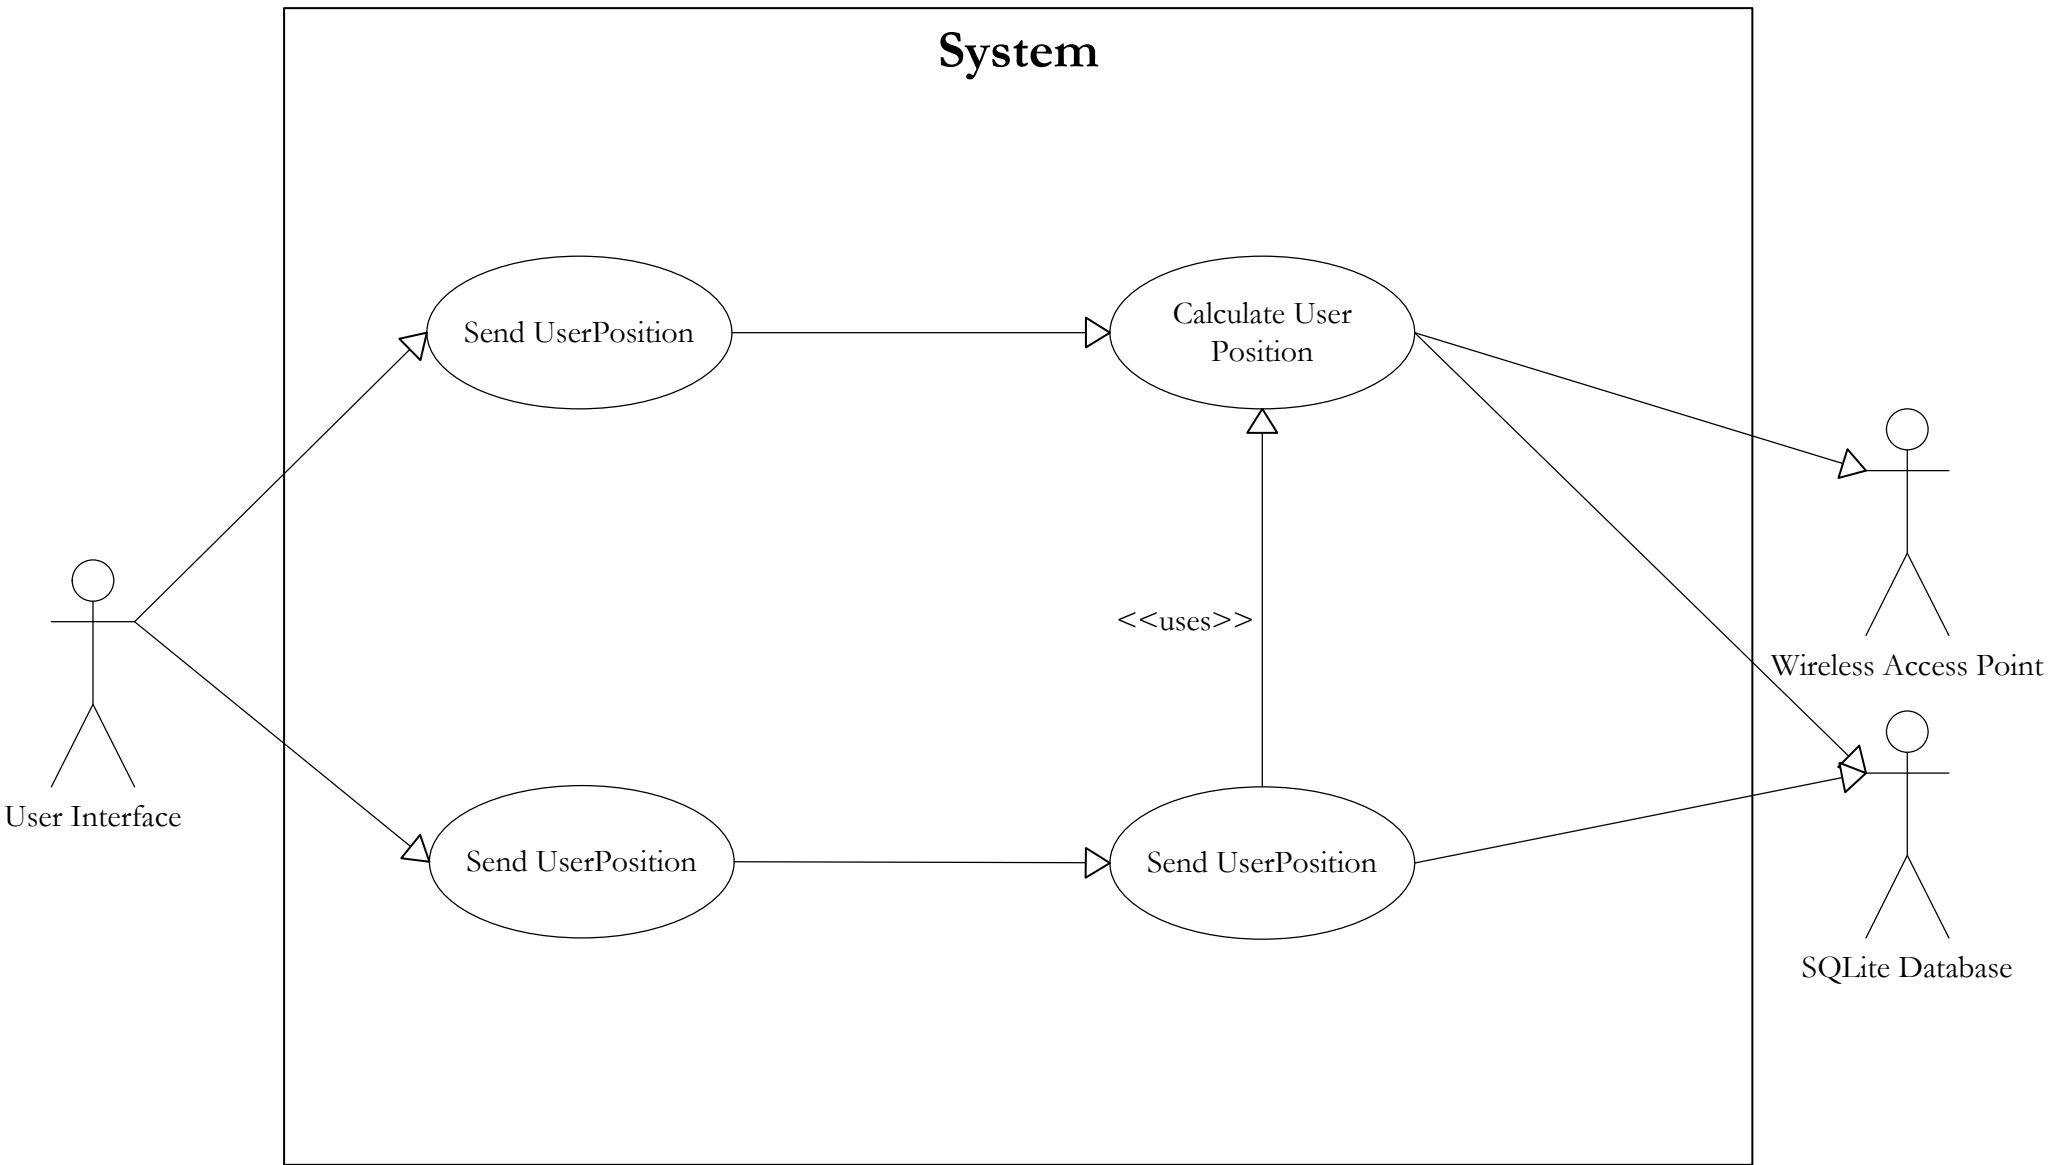 System
Send UserPosition
Calculate User
Position
<<uses>>
Wireless Access Point
User Interface
Send UserPosition
Send UserPosition
SQLite Database